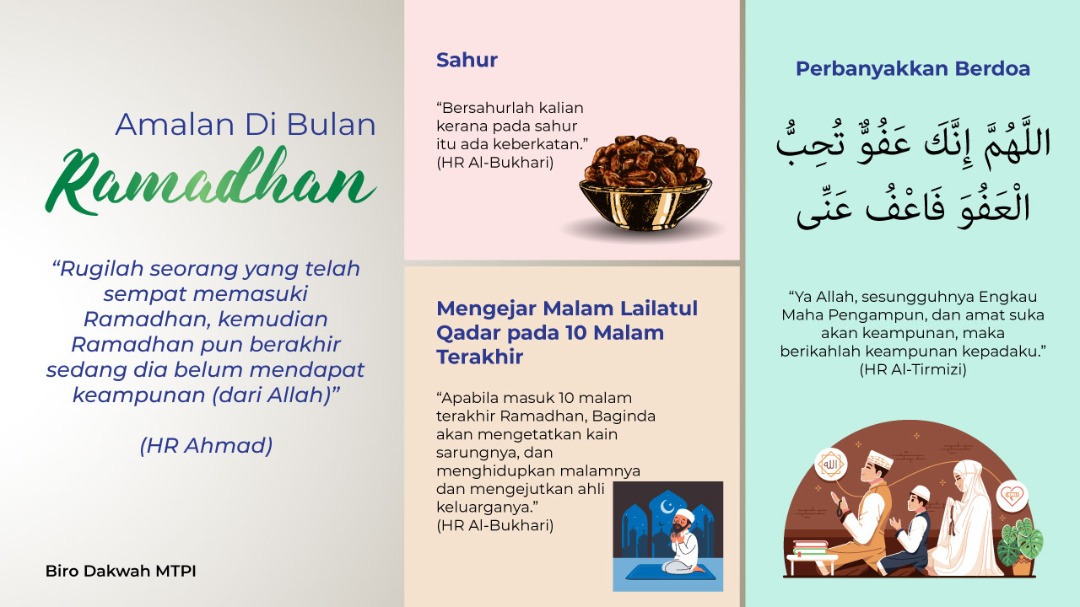 Amalan Di Bulan
Ramadhan
“Rugilah seorang yang telah
sempat memasuki
Ramadhan, kemudian
Ramadhan pun berakhir
sedang dia belum mendapat
keampunan (dari Allah)”
(HR Ahmad)
Biro Dakwah MTPI
Sahur
“Bersahurlah kalian
kerana pada sahur
itu ada keberkatan.”
(HR Al-Bukhari)
Mengejar Malam Lailatul
Qadar pada 10 Malam
Terakhir
“Apabila masuk 10 malam
terakhir Ramadhan, Baginda
akan mengetatkan kain
sarungnya, dan
menghidupkan malamnya
dan mengejutkan ahli
keluarganya.”
(HR Al-Bukhari)
Perbanyakkan Berdoa
اللَّهُمَّ إِنَّكَ عَفُوٌّ تُحِبُّ
الْعَفُوَ فَاعْفُ عَنِّى
“Ya Allah, sesungguhnya Engkau
Maha Pengampun, dan amat suka
akan keampunan, maka
berikahlah keampunan kepadaku.”
(HR Al-Tirmizi)
الله